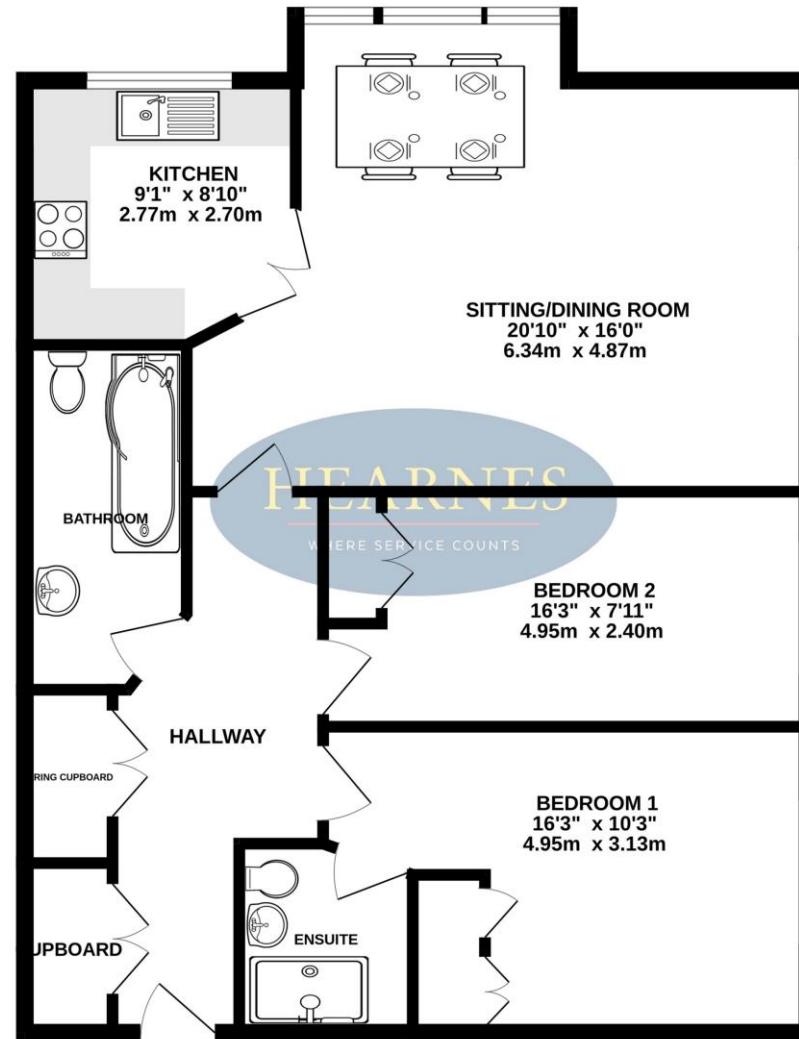 KITCHEN
9'1" x 8'10"
2.77m x 2.70m
SITTING/DINING ROOM
20'10" x 16'0"
6.34m x 4.87m
HEARNES
WHERE SERVICE COUNTS
BATHROOM
BEDROOM 2
16'3" x 7'11"
4.95m x 2.40m
HALLWAY
RING CUPBOARD
BEDROOM 1
16'3" x 10'3"
4.95m x 3.13m
ENSUITE
UPBOARD